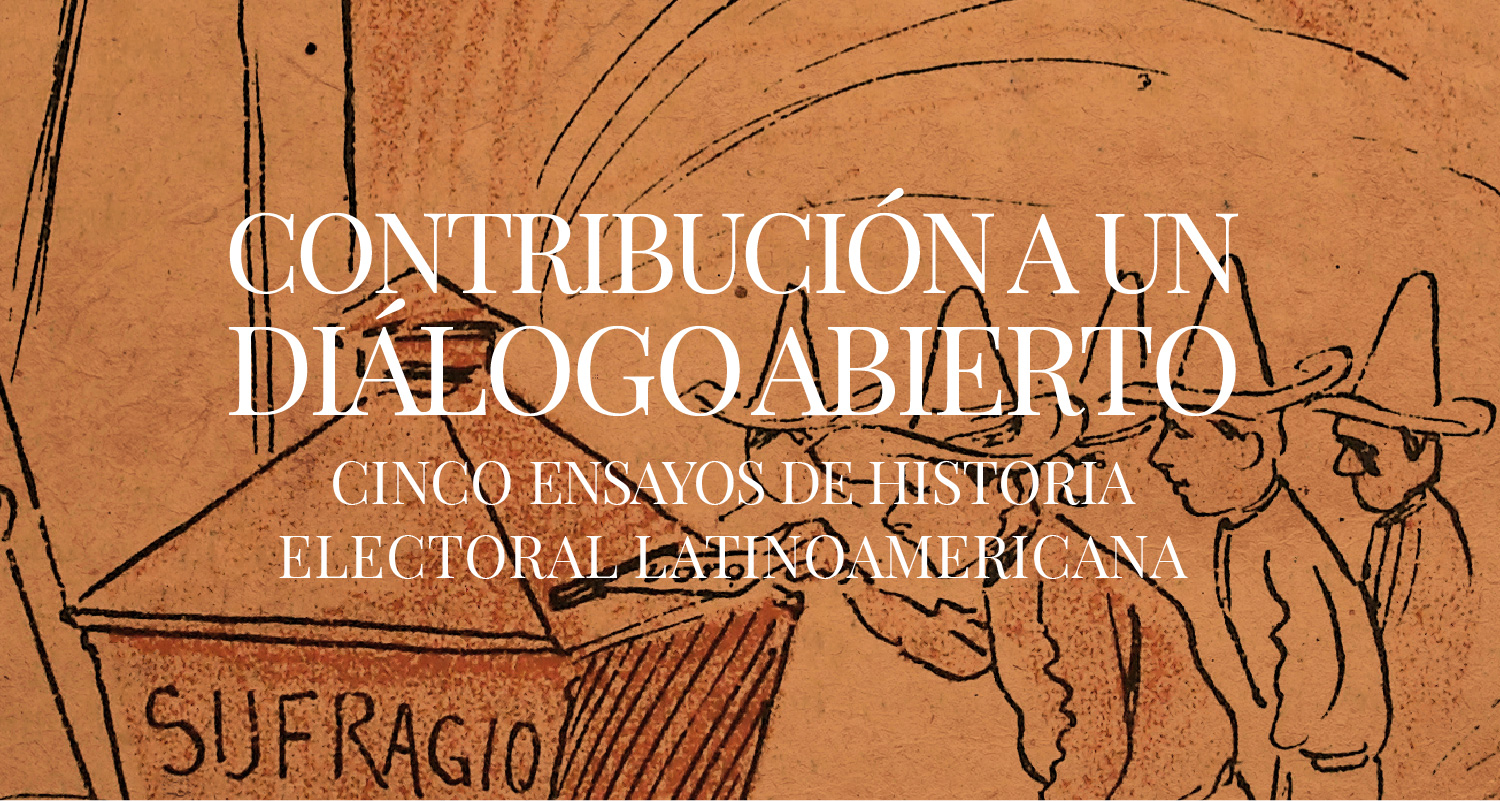 CONTRIBUCIÓN A UN
DIÁLOGO ABIERTO
CINCO ENSAYOS DE HISTORIA
ELECTORAL LATINOAMERICANA
SUFRAGIO